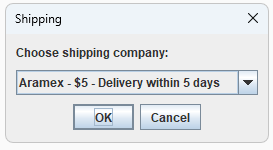 Shipping
Choose shipping company:
Aramex - $5 - Delivery within 5 days
OK
Cancel